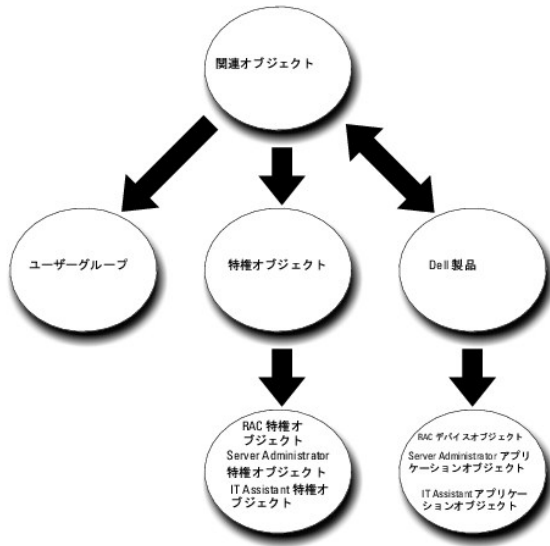 関連オブジェクト
ユーザーグループ
特権オブジェクト
Dell 製品
RAC 特権オ
ブジェクト
Server Administrator
特権オブジェクト
IT Assistant 特権オ
ブジェクト
RAC デバイスオブジェクト
Server Administrator アプリ
ケーションオブジェクト
IT Assistant アプリケー
ションオブジェクト